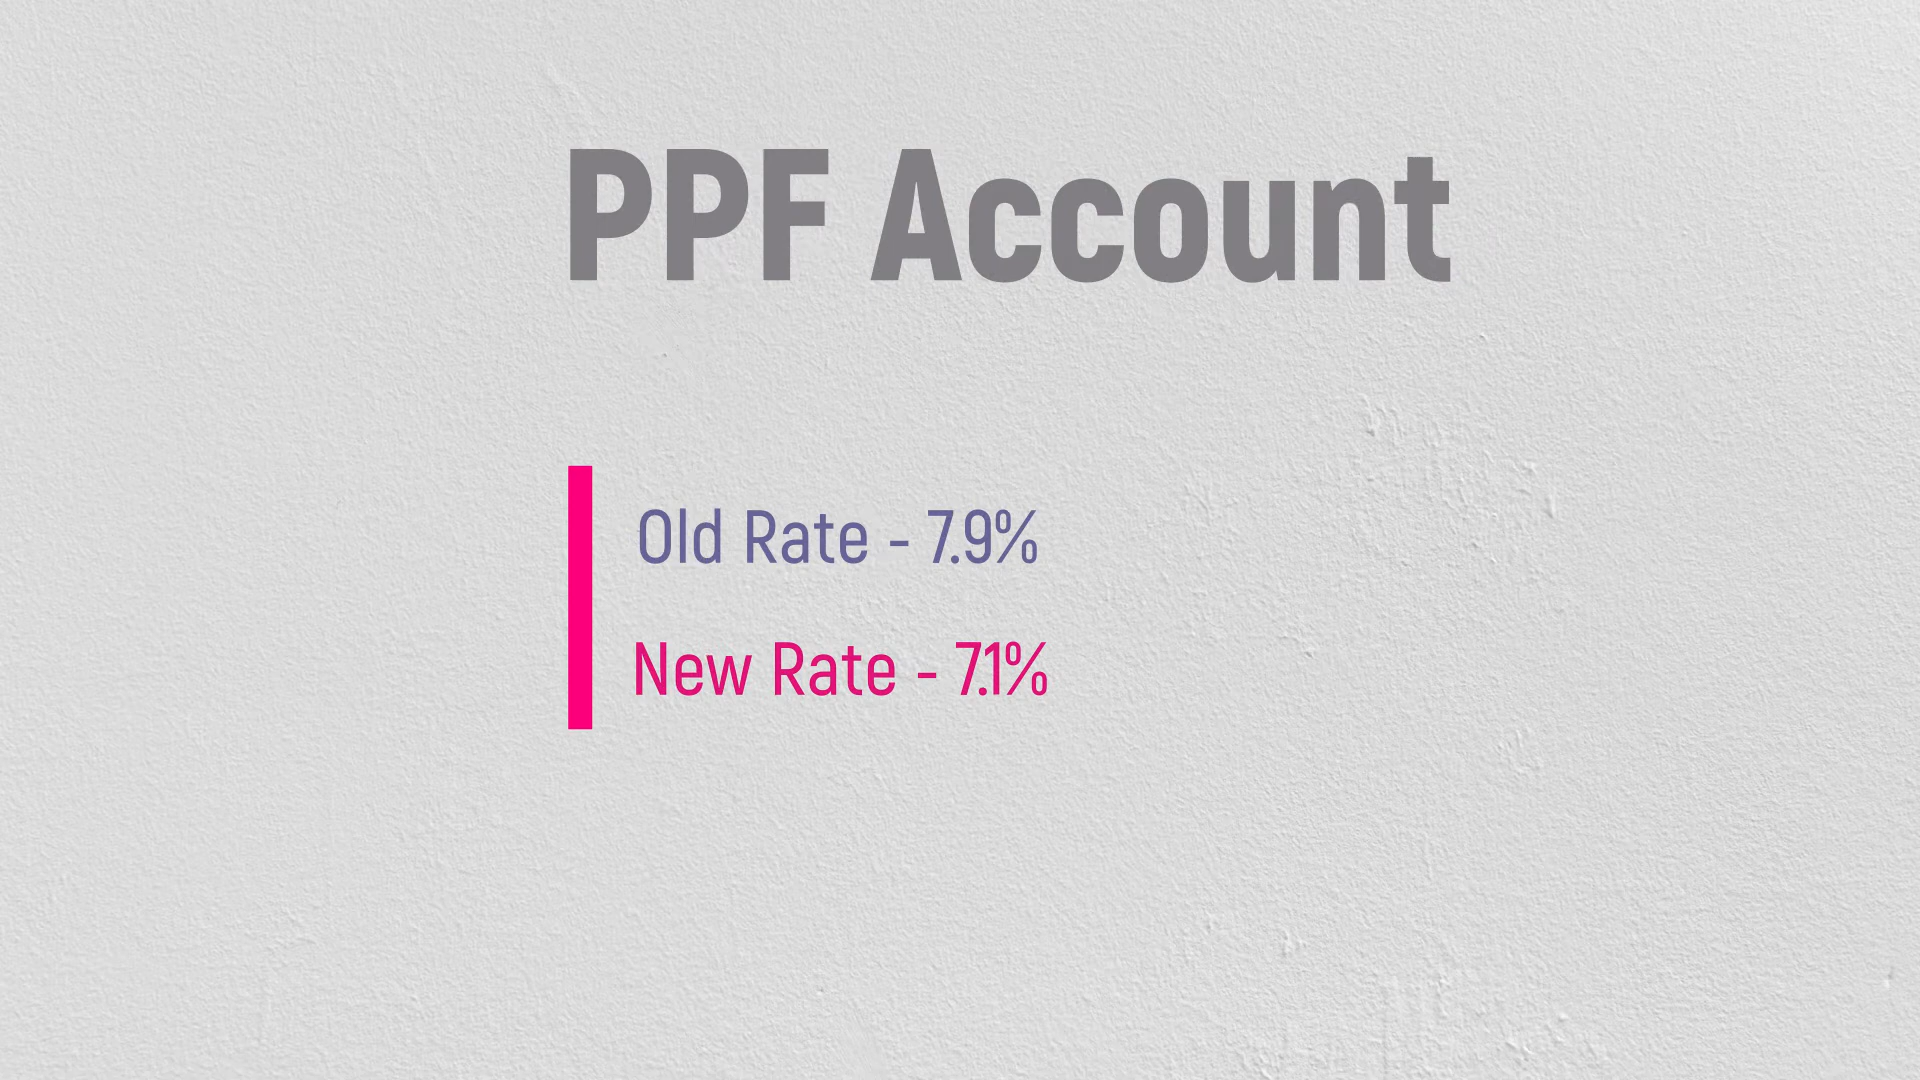 PPF Account
Old Rate - 7.9%
New Rate - 7.1%